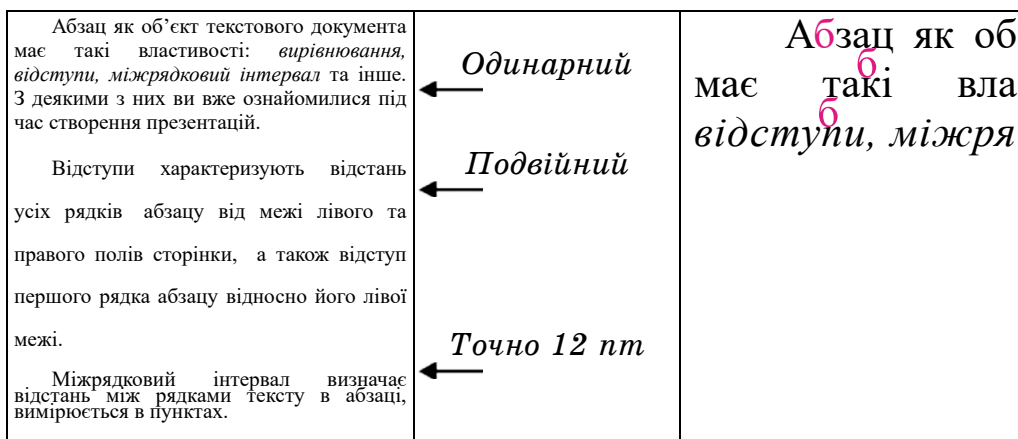 Абзац як об’єкт текстового документа
має такі властивості: вирівнювання,
відступи, міжрядковий інтервал та інше.
З деякими з них ви вже ознайомилися під
час створення презентацій.
Відступи характеризують відстань
усіх рядків абзацу від межі лівого та
правого полів сторінки, а також відступ
першого рядка абзацу відносно його лівої
межі.
Міжрядковий інтервал визначає
відстань між рядками тексту в абзаці,
вимірюється в пунктах.
Одинарний
Подвійний
Точно 12 пт
Абзац як об
б
має такі вла
б
відступи, міжря